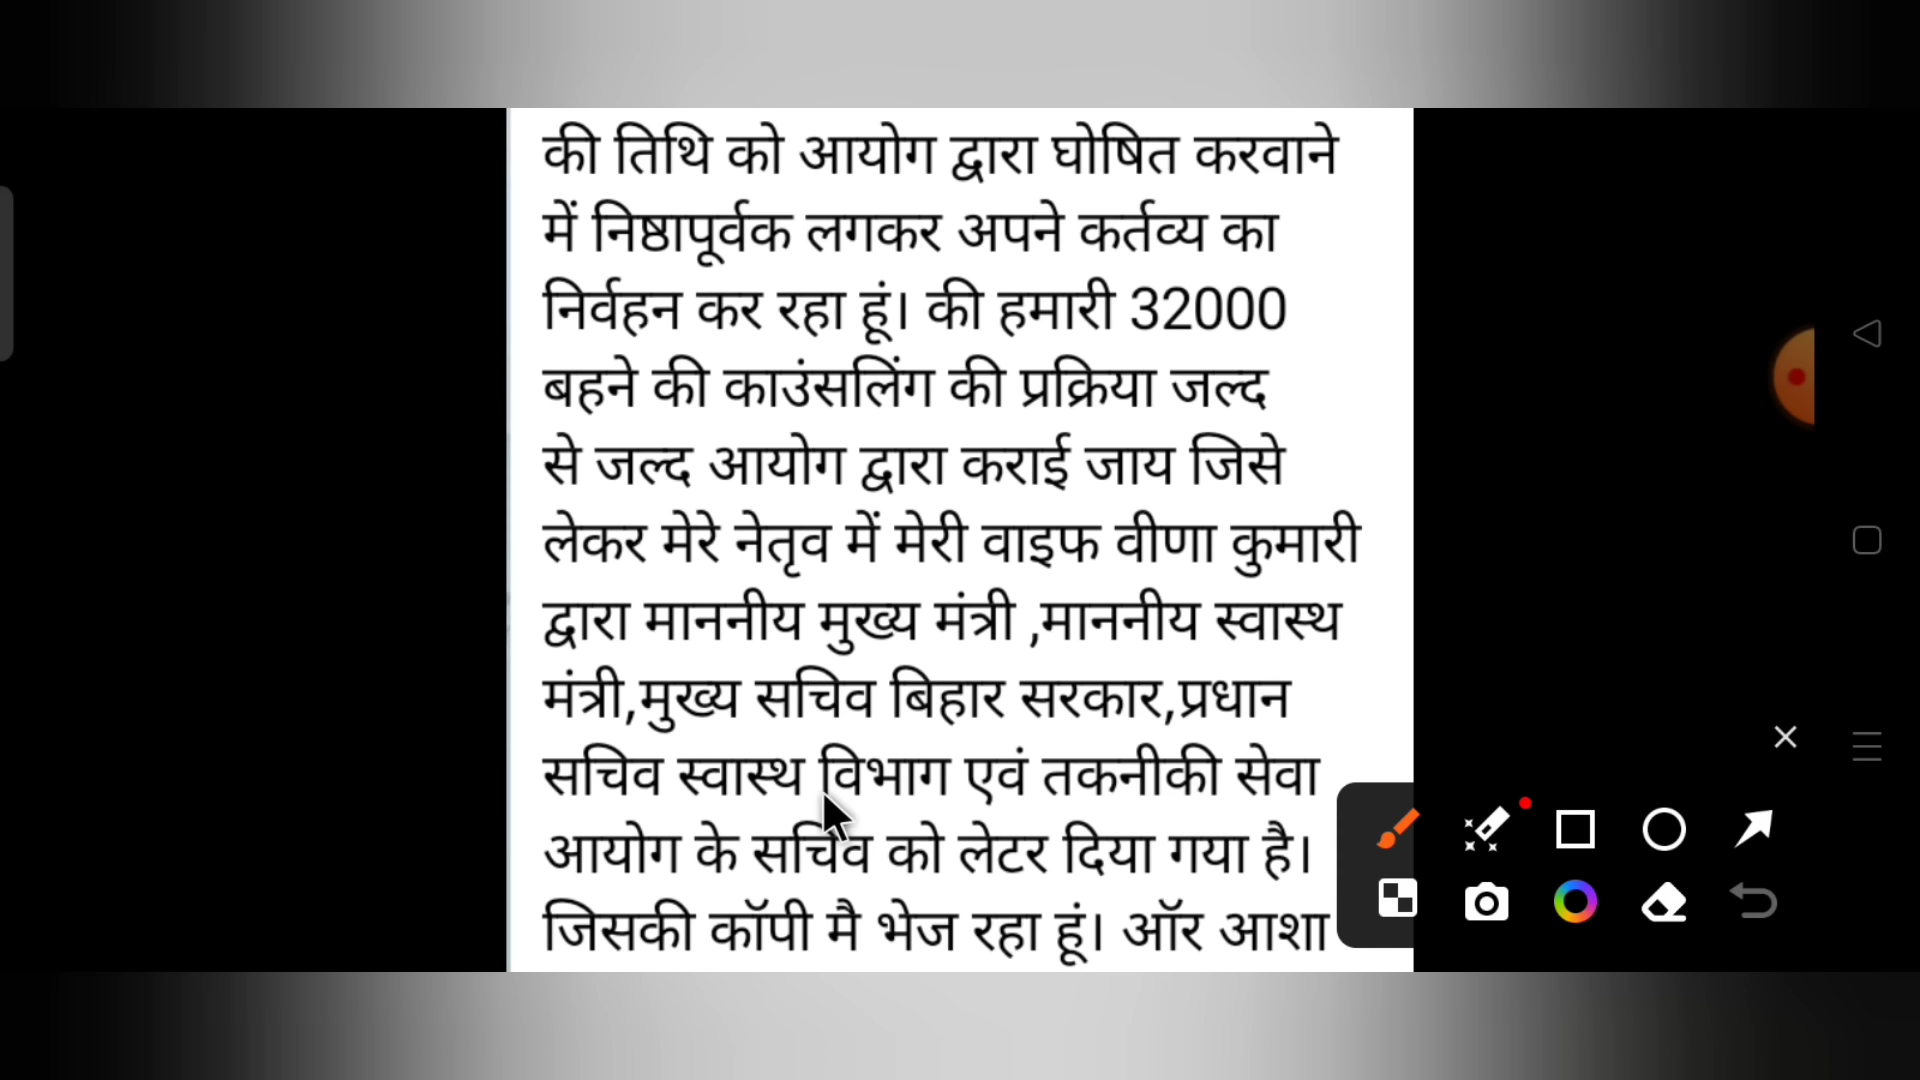 की तिथि को आयोग द्वारा घोषित करवाने
में निष्ठापूर्वक लगकर अपने कर्तव्य का
निर्वहन कर रहा हूं। की हमारी 32000
बहने की काउंसलिंग की प्रक्रिया जल्द
से जल्द आयोग द्वारा कराई जाय जिसे
लेकर मेरे नेतृव में मेरी वाइफ वीणा कुमारी
द्वारा माननीय मुख्य मंत्री ,माननीय स्वास्थ
मंत्री,मुख्य सचिव बिहार सरकार,प्रधान
सचिव स्वास्थ विभाग एवं तकनीकी सेवा
आयोग के सचिव को लेटर दिया गया है।
जिसकी कॉपी मै भेज रहा हूं। ऑर आशा